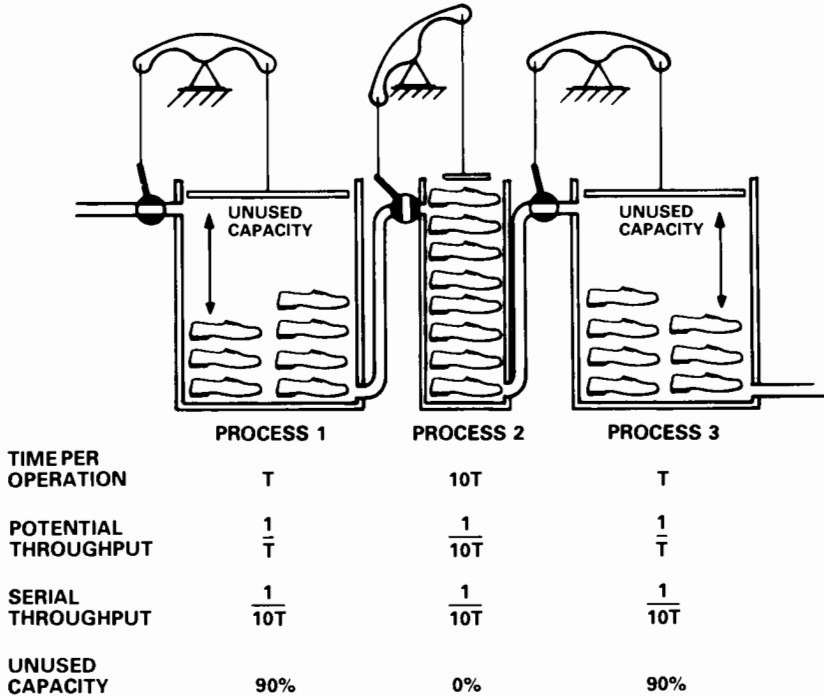 UNUSED
CAPACITY
UNUSED
CAPACITY
PROCESS 1 PROCESS 2 PROCESS 3
TIME PER
OPERATION T 10T T
POTENTIAL
THROUGHPUT 1/T 1/10T 1/T
SERIAL
THROUGHPUT 1/10T 1/10T 1/10T
UNUSED
CAPACITY 90% 0% 90%